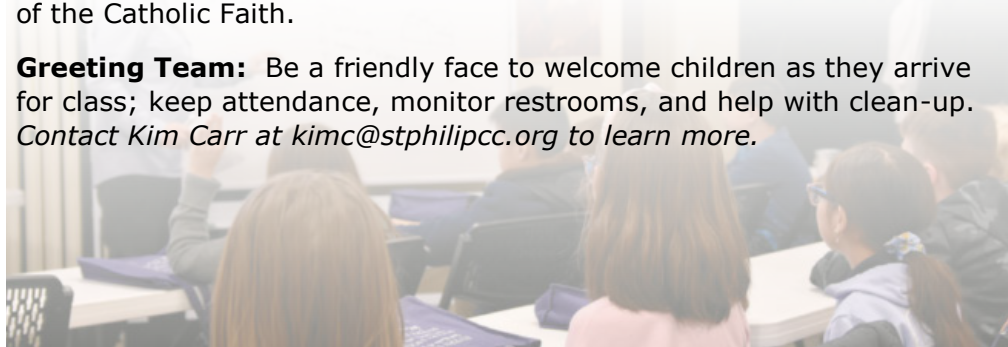 of the Catholic Faith.
Greeting Team:  Be a friendly face to welcome children as they arrive
for class; keep attendance, monitor restrooms, and help with clean-up.
Contact Kim Carr at kimc@stphilipcc.org to learn more.